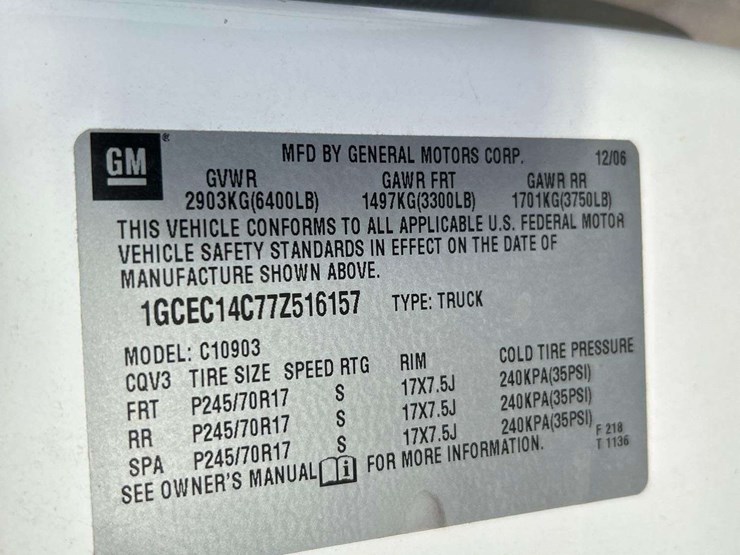 GM
MFD BY GENERAL MOTORS CORP. 12/06
GVWR GAWR FRT GAWR RR
2903KG(6400LB) 1497KG(3300LB) 1701KG(3750LB)
THIS VEHICLE CONFORMS TO ALL APPLICABLE U.S. FEDERAL MOTOR
VEHICLE SAFETY STANDARDS IN EFFECT ON THE DATE OF
MANUFACTURE SHOWN ABOVE.
1GCEC14C77Z516157 TYPE: TRUCK
MODEL: C10903
CQV3 TIRE SIZE SPEED RTG RIM COLD TIRE PRESSURE
FRT P245/70R17 S 17X7.5J 240KPA(35PSI)
RR P245/70R17 S 17X7.5J 240KPA(35PSI)
SPA P245/70R17 S 17X7.5J 240KPA(35PSI)
SEE OWNER'S MANUAL i FOR MORE INFORMATION.
F 218
T 1136